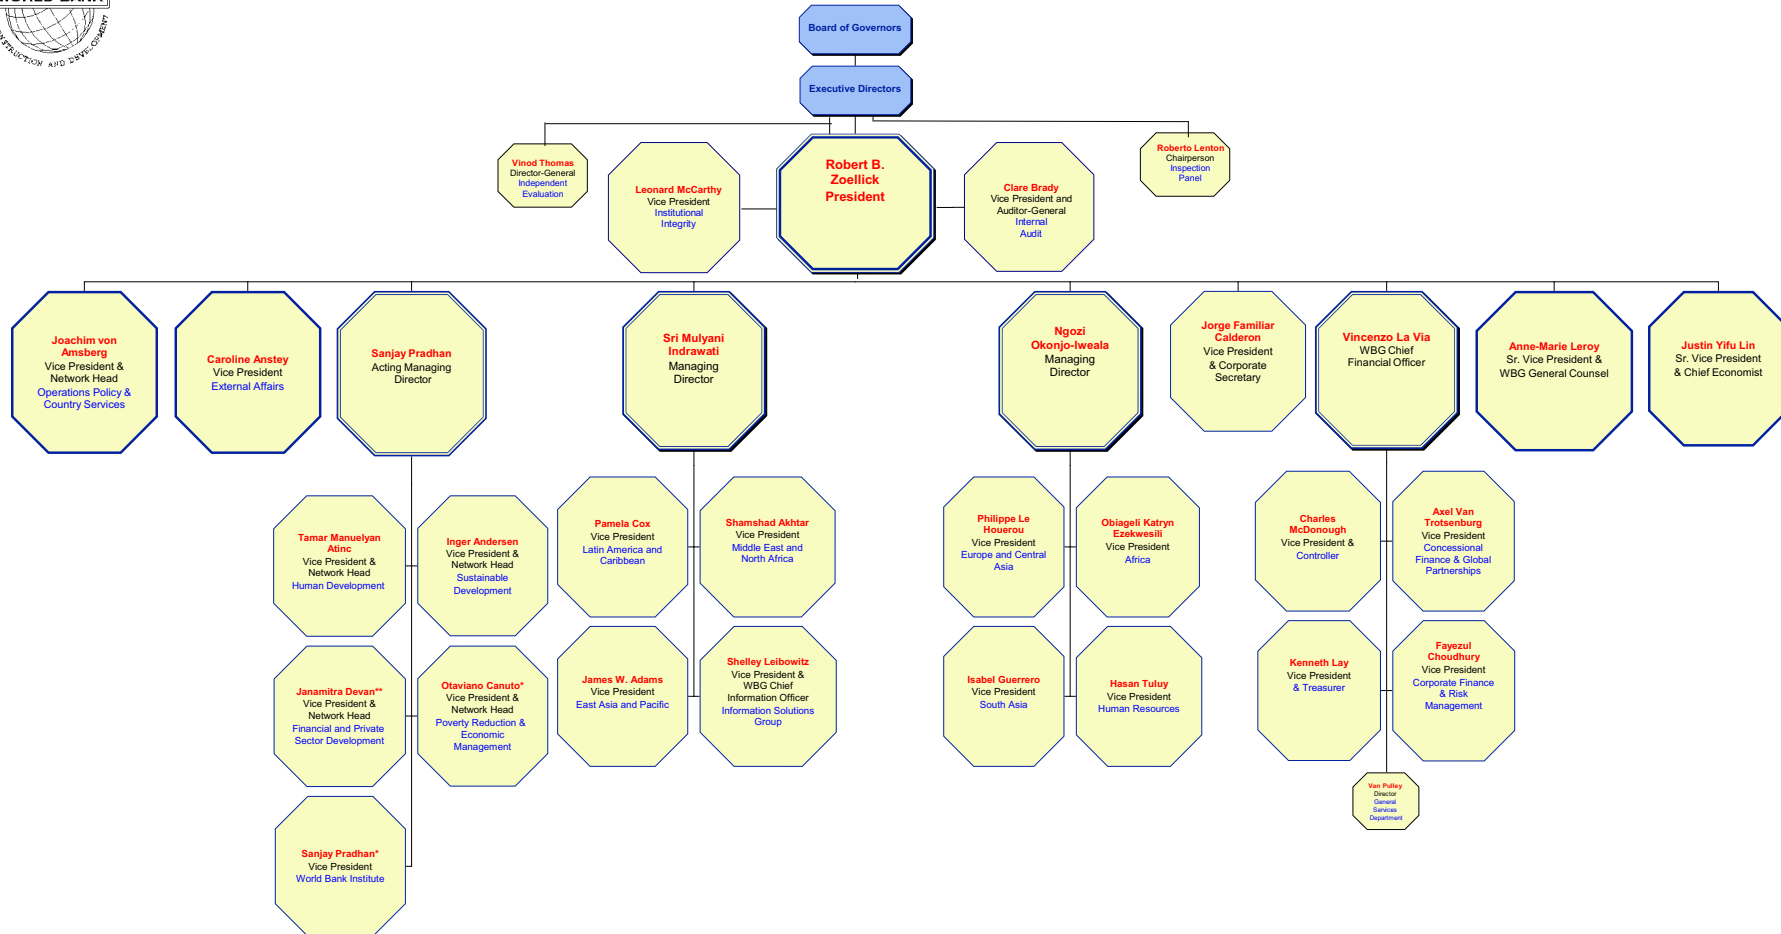 WORLD BANK
AND DEVELOPMENT
Board of Governors
Executive Directors
Vinod Thomas
Director-General
Independent
Evaluation
Leonard McCarthy
Vice President
Institutional
Integrity
Robert B.
Zoellick
President
Clare Brady
Vice President and
Auditor-General
Internal
Audit
Roberto Lenton
Chairperson
Inspection
Panel
Joachim von
Amsberg
Vice President &
Network Head
Operations Policy &
Country Services
Caroline Anstey
Vice President
External Affairs
Sanjay Pradhan
Acting Managing
Director
Sri Mulyani
Indrawati
Managing
Director
Ngozi
Okonjo-Iweala
Managing
Director
Jorge Familiar
Calderon
Vice President
& Corporate
Secretary
Vincenzo La Via
WBG Chief
Financial Officer
Anne-Marie Leroy
Sr. Vice President &
WBG General Counsel
Justin Yifu Lin
Sr. Vice President
& Chief Economist
Tamar Manuelyan
Atinc
Vice President &
Network Head
Human Development
Inger Andersen
Vice President &
Network Head
Sustainable
Development
Pamela Cox
Vice President
Latin America and
Caribbean
Shamshad Akhtar
Vice President
Middle East and
North Africa
Philippe Le
Houerou
Vice President
Europe and Central
Asia
Obiageli Katryn
Ezekwesili
Vice President
Africa
Charles
McDonough
Vice President &
Controller
Axel Van
Trotsenburg
Vice President
Concessional
Finance & Global
Partnerships
Janamitra Devan**
Vice President &
Network Head
Financial and Private
Sector Development
Otaviano Canuto*
Vice President &
Network Head
Poverty Reduction &
Economic
Management
James W. Adams
Vice President
East Asia and Pacific
Shelley Leibowitz
Vice President &
WBG Chief
Information Officer
Information Solutions
Group
Isabel Guerrero
Vice President
South Asia
Hasan Tuluy
Vice President
Human Resources
Kenneth Lay
Vice President
& Treasurer
Fayezul
Choudhury
Vice President
Corporate Finance
& Risk
Management
Van Pulley
Director
General
Services
Department
Sanjay Pradhan*
Vice President
World Bank Institute